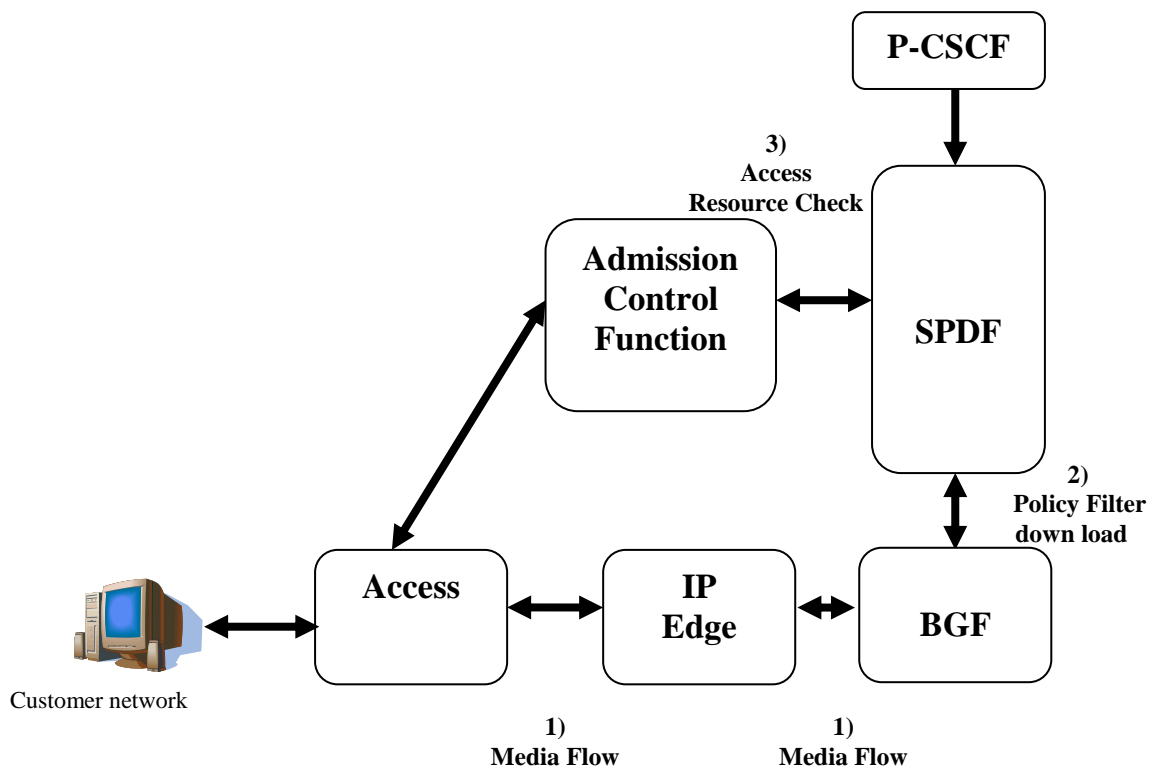 P-CSCF
3)
Access
Resource Check
Admission
Control
Function
SPDF
2)
Policy Filter
down load
Access
IP
Edge
BGF
Customer network
1)
Media Flow
1)
Media Flow